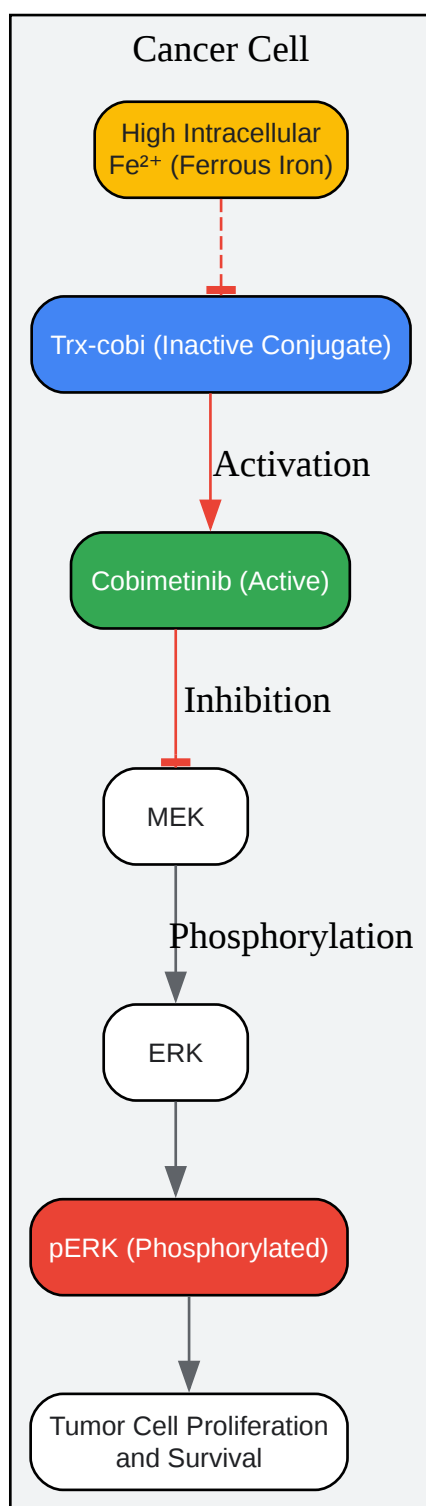 Cancer Cell
High Intracellular
Fe²⁺ (Ferrous Iron)
Trx-cobi (Inactive Conjugate)
Activation
Cobimetinib (Active)
Inhibition
MEK
Phosphorylation
ERK
pERK (Phosphorylated)
Tumor Cell Proliferation
and Survival